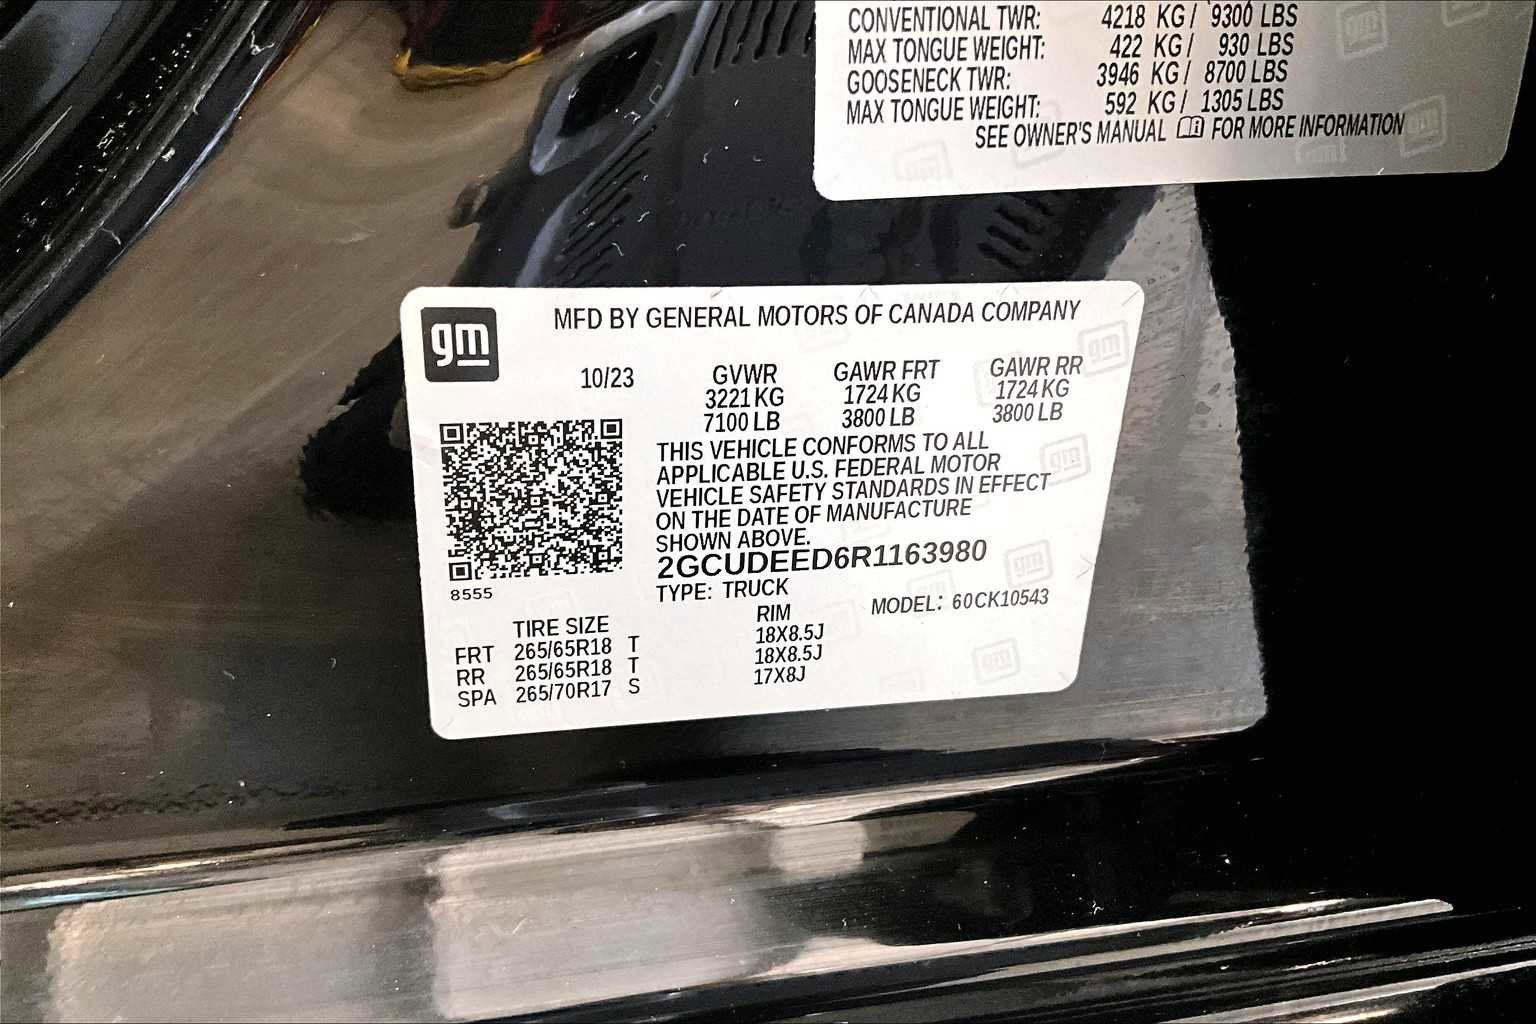 CONVENTIONAL TWR: 4218 KG / 9300 LBS
MAX TONGUE WEIGHT: 422 KG / 930 LBS
GOOSENECK TWR: 3946 KG / 8700 LBS
MAX TONGUE WEIGHT: 592 KG / 1305 LBS
SEE OWNER'S MANUAL FOR MORE INFORMATION
gm
MFD BY GENERAL MOTORS OF CANADA COMPANY
10/23 GVWR GAWR FRT GAWR RR
3221 KG 1724 KG 1724 KG
7100 LB 3800 LB 3800 LB
THIS VEHICLE CONFORMS TO ALL
APPLICABLE U.S. FEDERAL MOTOR
VEHICLE SAFETY STANDARDS IN EFFECT
ON THE DATE OF MANUFACTURE
SHOWN ABOVE.
2GCUDEED6R1163980
8555
TYPE: TRUCK MODEL: 60CK10543
TIRE SIZE RIM
FRT 265/65R18 T 18X8.5J
RR 265/65R18 T 18X8.5J
SPA 265/70R17 S 17X8J